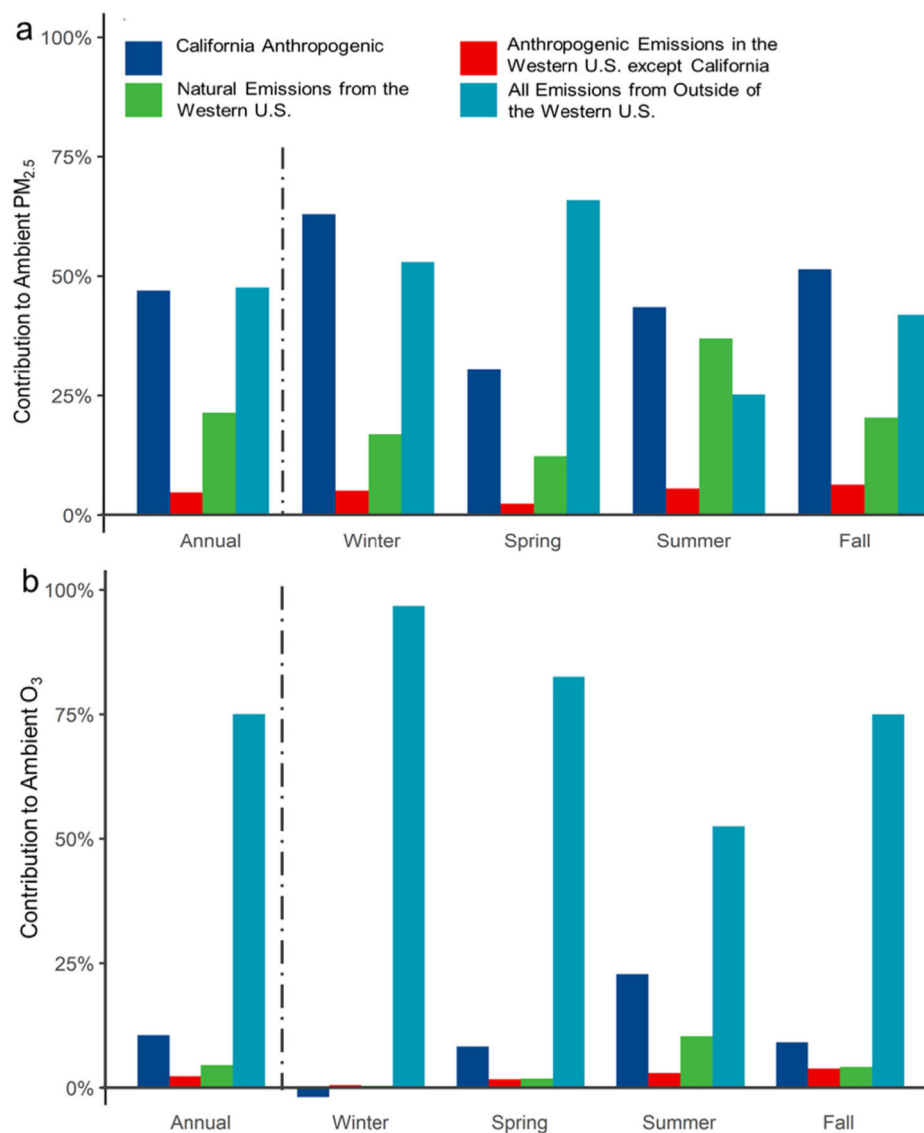 a
100%
California Anthropogenic
Anthropogenic Emissions in the
Western U.S. except California
Natural Emissions from the
Western U.S.
All Emissions from Outside of
the Western U.S.
75%
50%
25%
0%
Contribution to Ambient PM2.5
Annual Winter Spring Summer Fall
b
100%
75%
50%
25%
0%
Contribution to Ambient O3
Annual Winter Spring Summer Fall